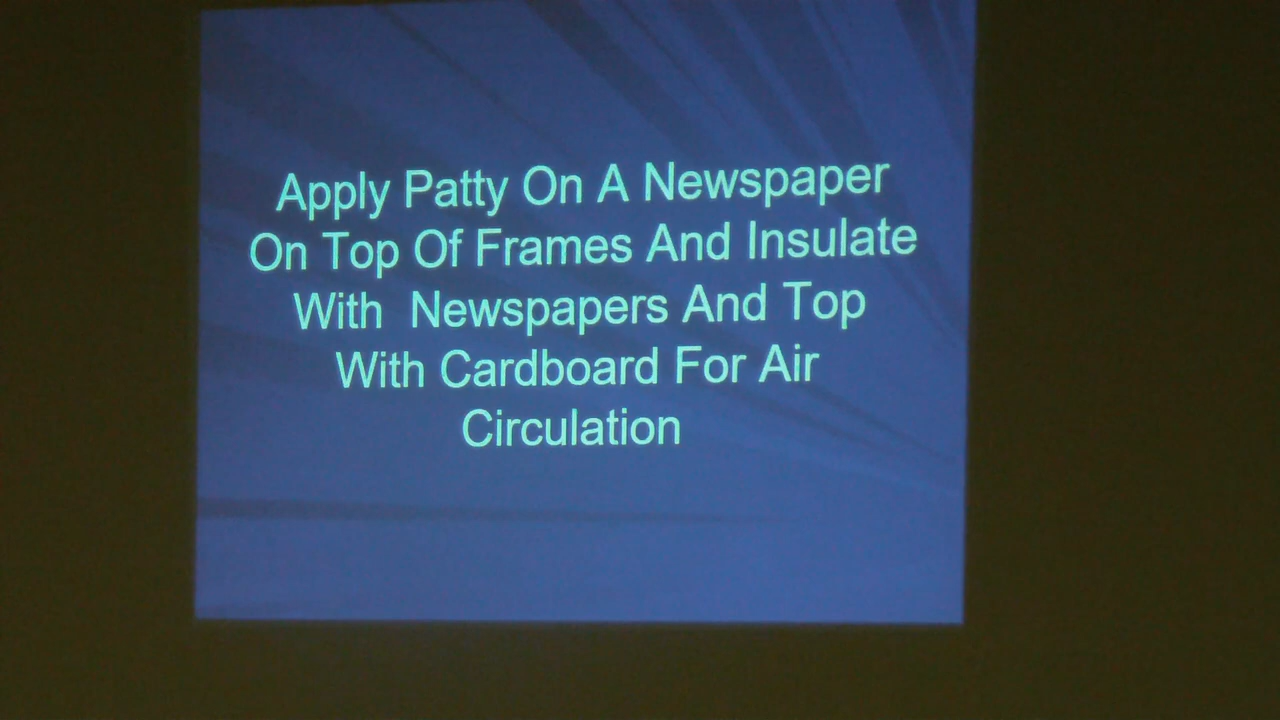 Apply Patty On A Newspaper
On Top Of Frames And Insulate
With  Newspapers And Top
With Cardboard For Air
Circulation